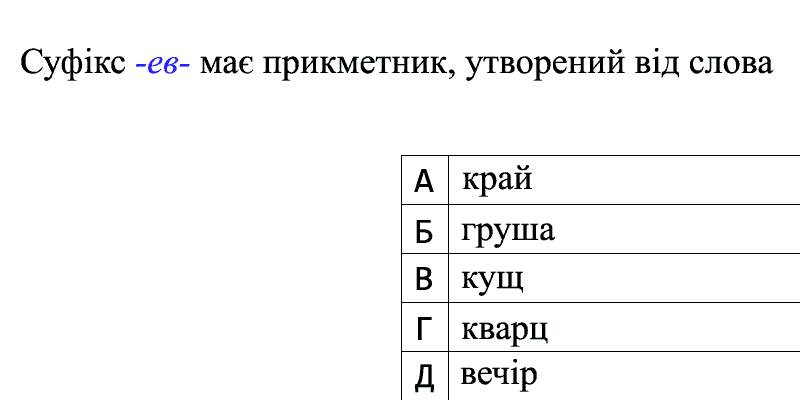 Суфікс -ев- має прикметник, утворений від слова
А край
Б груша
В кущ
Г кварц
Д вечір